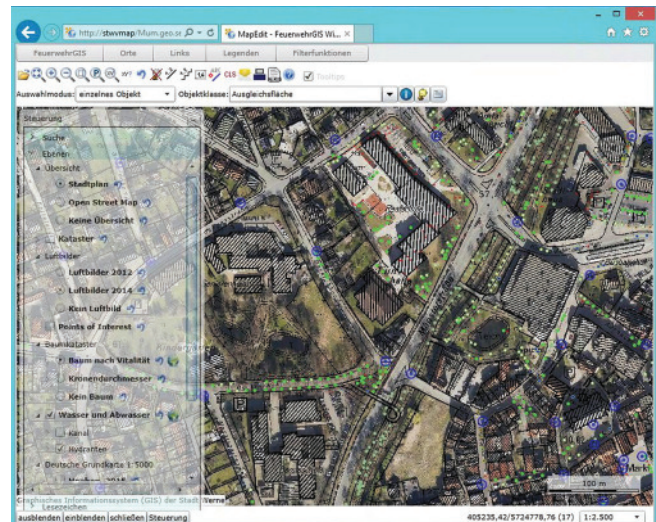 http://stwvmap/Mum.geo.se
MapEdit - FeuerwehrGIS Wi...
FeuerwehrGIS Orte Links Legenden Filterfunktionen
CLS Tooltips
Auswahlmodus: einzelnes Objekt Objektklasse: Ausgleichsfläche
Steuerung
Suche
Ebenen
Übersicht
Stadtplan
Open Street Map
Keine Übersicht
Kataster
Luftbilder
Luftbilder 2012
Luftbilder 2014
Kein Luftbild
Points of Interest
Baumkataster
Baum nach Vitalität
Kronendurchmesser
Kein Baum
Wasser und Abwasser
Kanal
Hydranten
Deutsche Grundkarte 1:5000
Graphisches Informationssystem (GIS) der Stadt Werne
Lesezeichen
100 m
ausblenden einblenden schließen Steuerung
405235,42/5724778,76 (17) 1:2.500